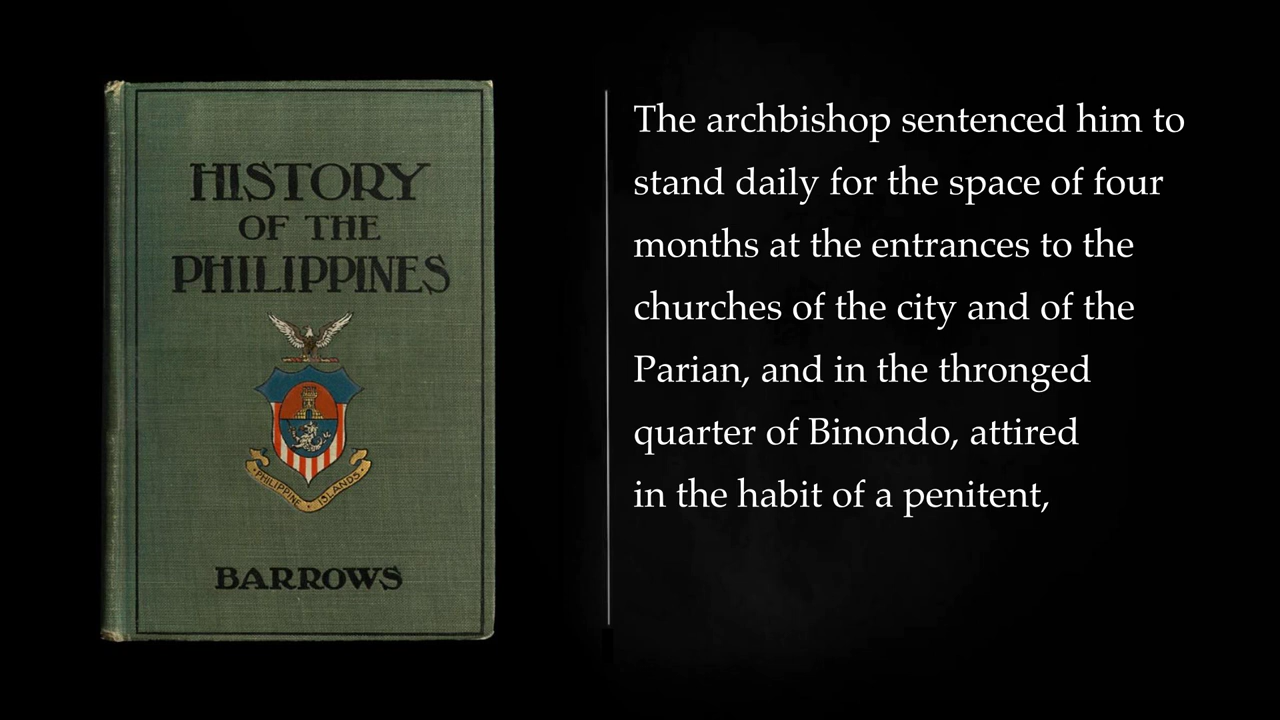 HISTORY
OF THE
PHILIPPINES
PHILIPPINE ISLANDS
BARROWS
The archbishop sentenced him to
stand daily for the space of four
months at the entrances to the
churches of the city and of the
Parian, and in the thronged
quarter of Binondo, attired
in the habit of a penitent,